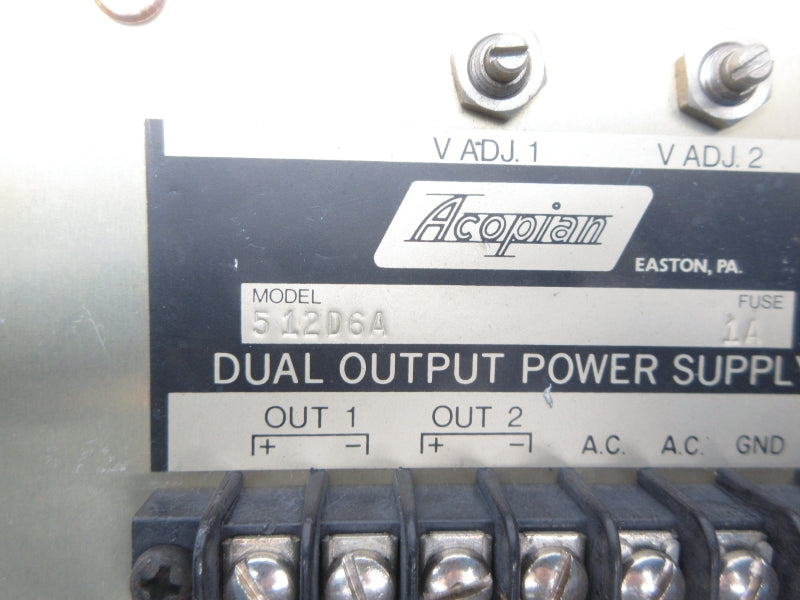 V ADJ. 1 V ADJ. 2
Acopian
EASTON, PA.
MODEL FUSE
512D6A 1A
DUAL OUTPUT POWER SUPPLY
OUT 1 OUT 2
+ - + - A.C. A.C. GND